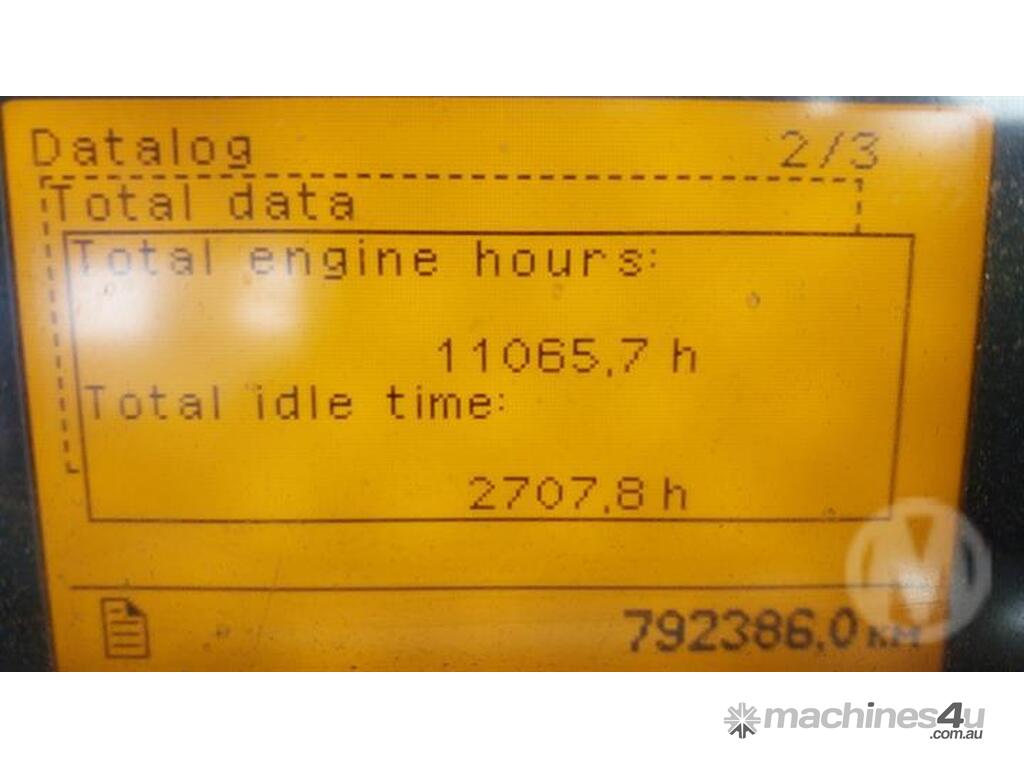 Datalog 2/3
Total data
Total engine hours:
11065,7 h
Total idle time:
2707,8 h
792386,0 km
machines4u
.com.au